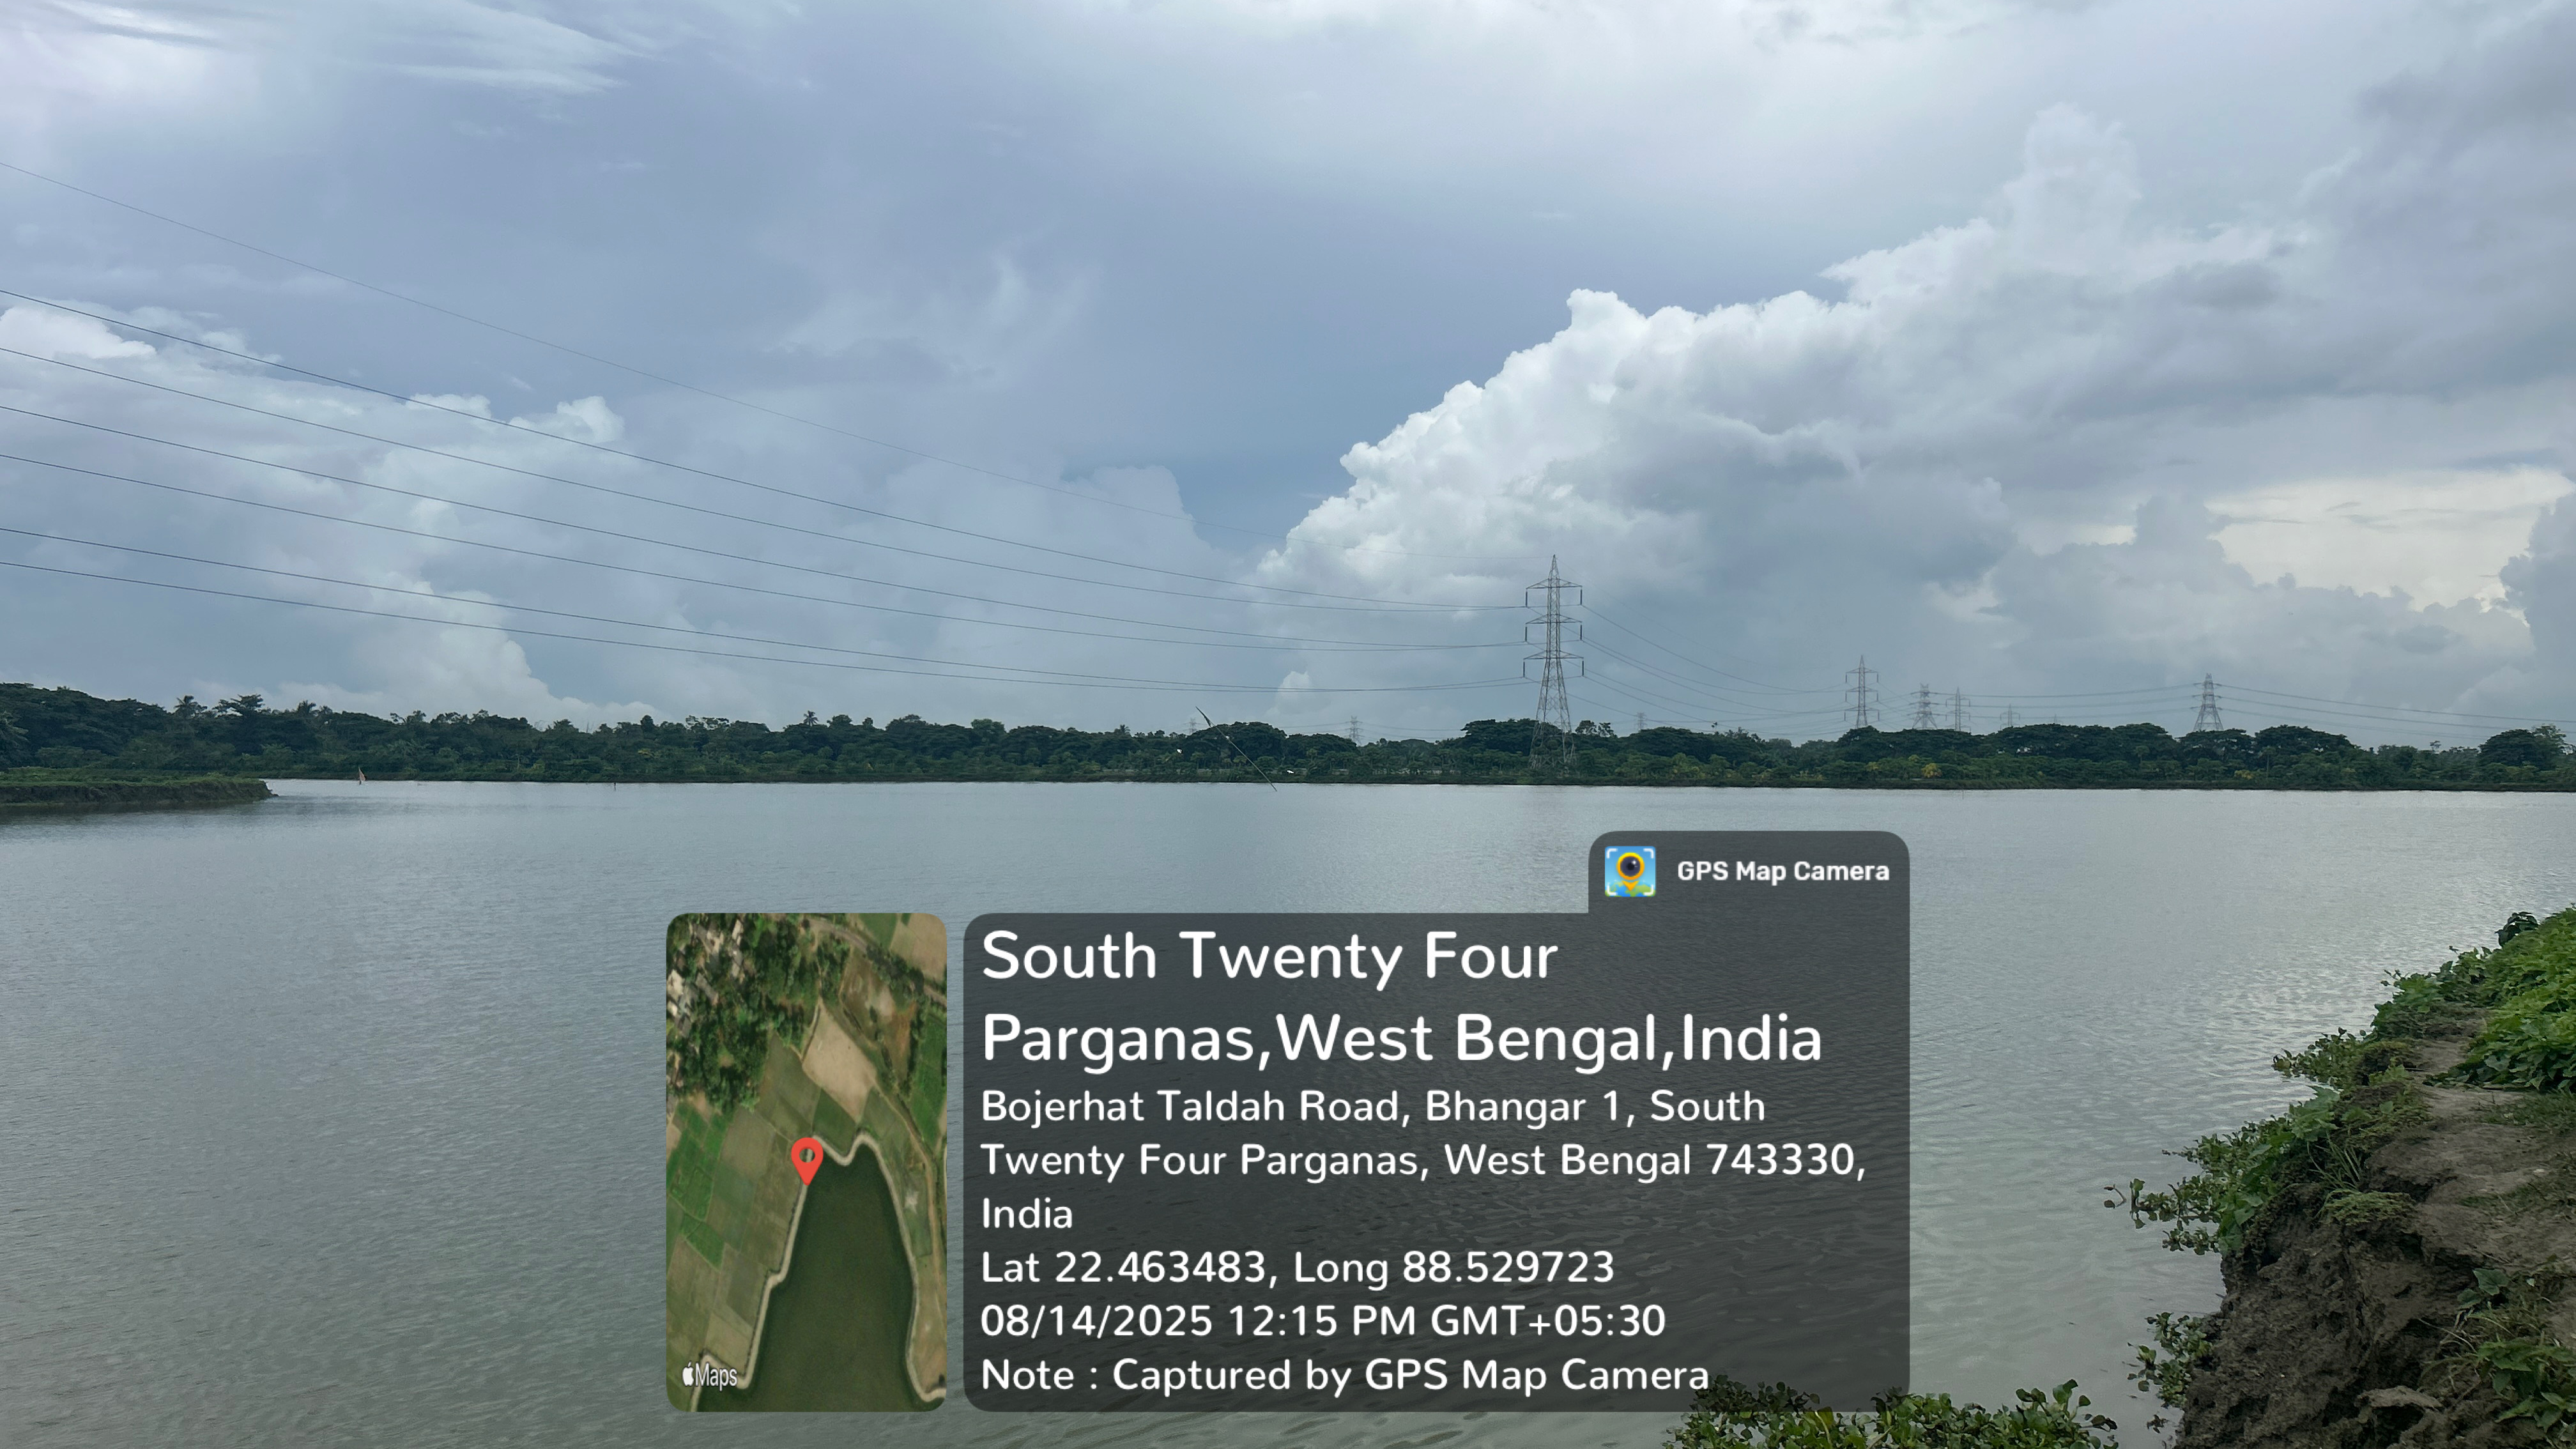 GPS Map Camera
South Twenty Four
Parganas,West Bengal,India
Bojerhat Taldah Road, Bhangar 1, South
Twenty Four Parganas, West Bengal 743330,
India
Lat 22.463483, Long 88.529723
08/14/2025 12:15 PM GMT+05:30
Note : Captured by GPS Map Camera
Maps